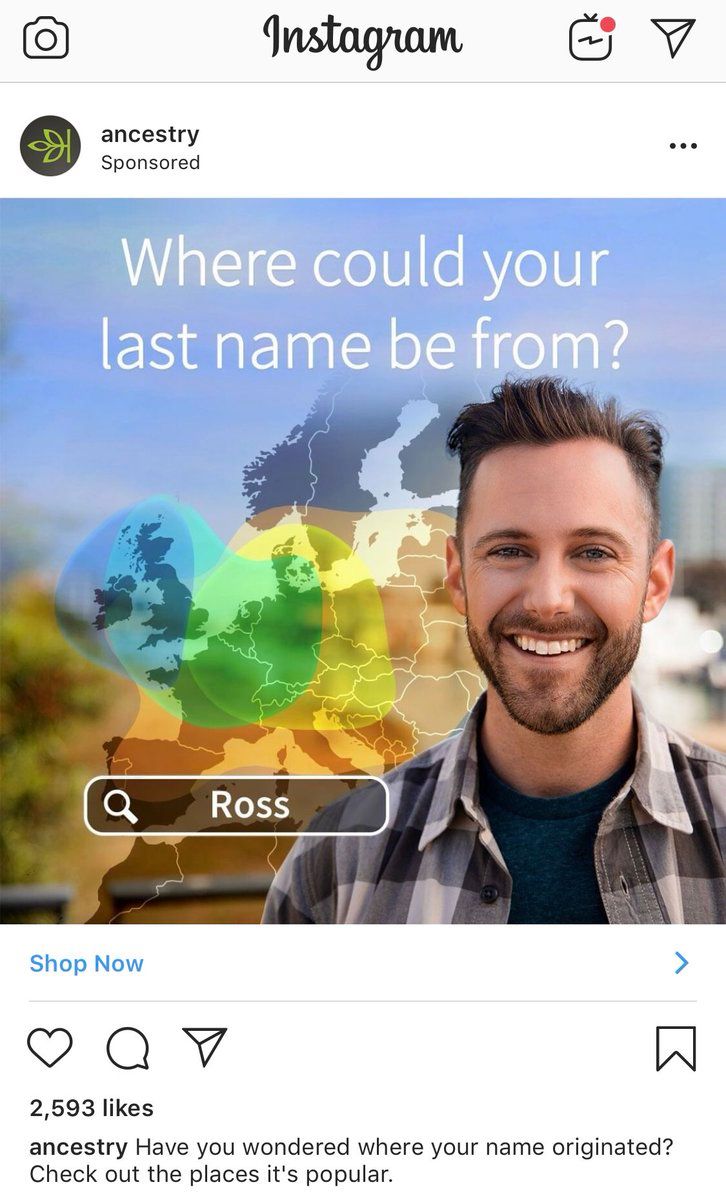 Instagram
ancestry
Sponsored
Where could your
last name be from?
Ross
Shop Now
2,593 likes
ancestry Have you wondered where your name originated?
Check out the places it's popular.